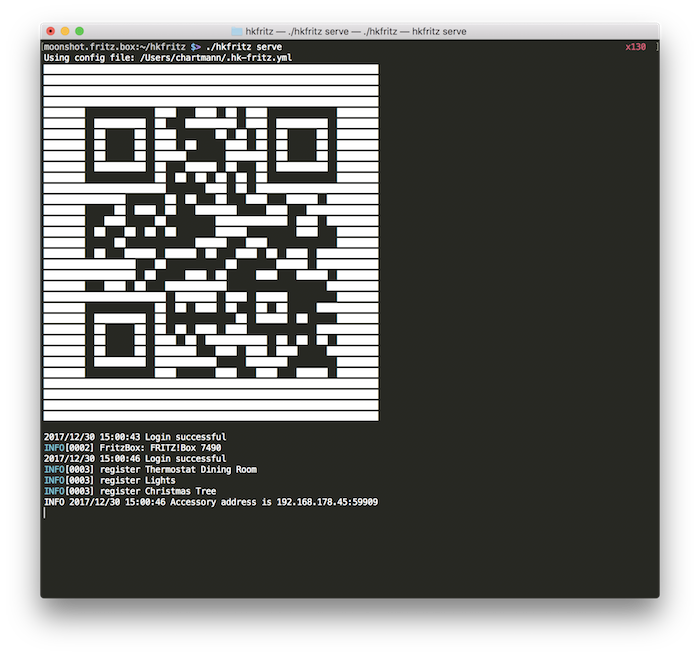 hkfritz — ./hkfritz serve — ./hkfritz — hkfritz serve
[moonshot.fritz.box:~/hkfritz $> ./hkfritz serve x130 ]
Using config file: /Users/chartmann/.hk-fritz.yml
2017/12/30 15:00:43 Login successful
INFO[0002] FritzBox: FRITZ!Box 7490
2017/12/30 15:00:46 Login successful
INFO[0003] register Thermostat Dining Room
INFO[0003] register Lights
INFO[0003] register Christmas Tree
INFO 2017/12/30 15:00:46 Accessory address is 192.168.178.45:59909